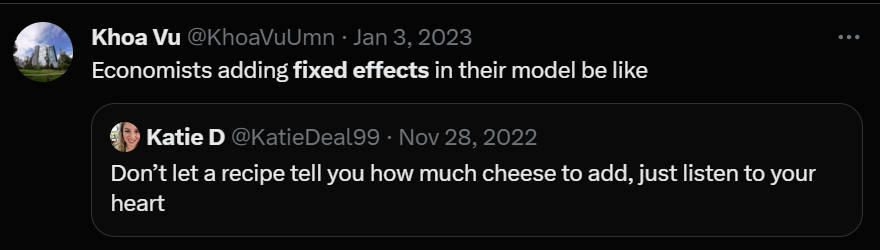 Khoa Vu @KhoaVuUmn · Jan 3, 2023
Economists adding fixed effects in their model be like
Katie D @KatieDeal99 · Nov 28, 2022
Don’t let a recipe tell you how much cheese to add, just listen to your
heart